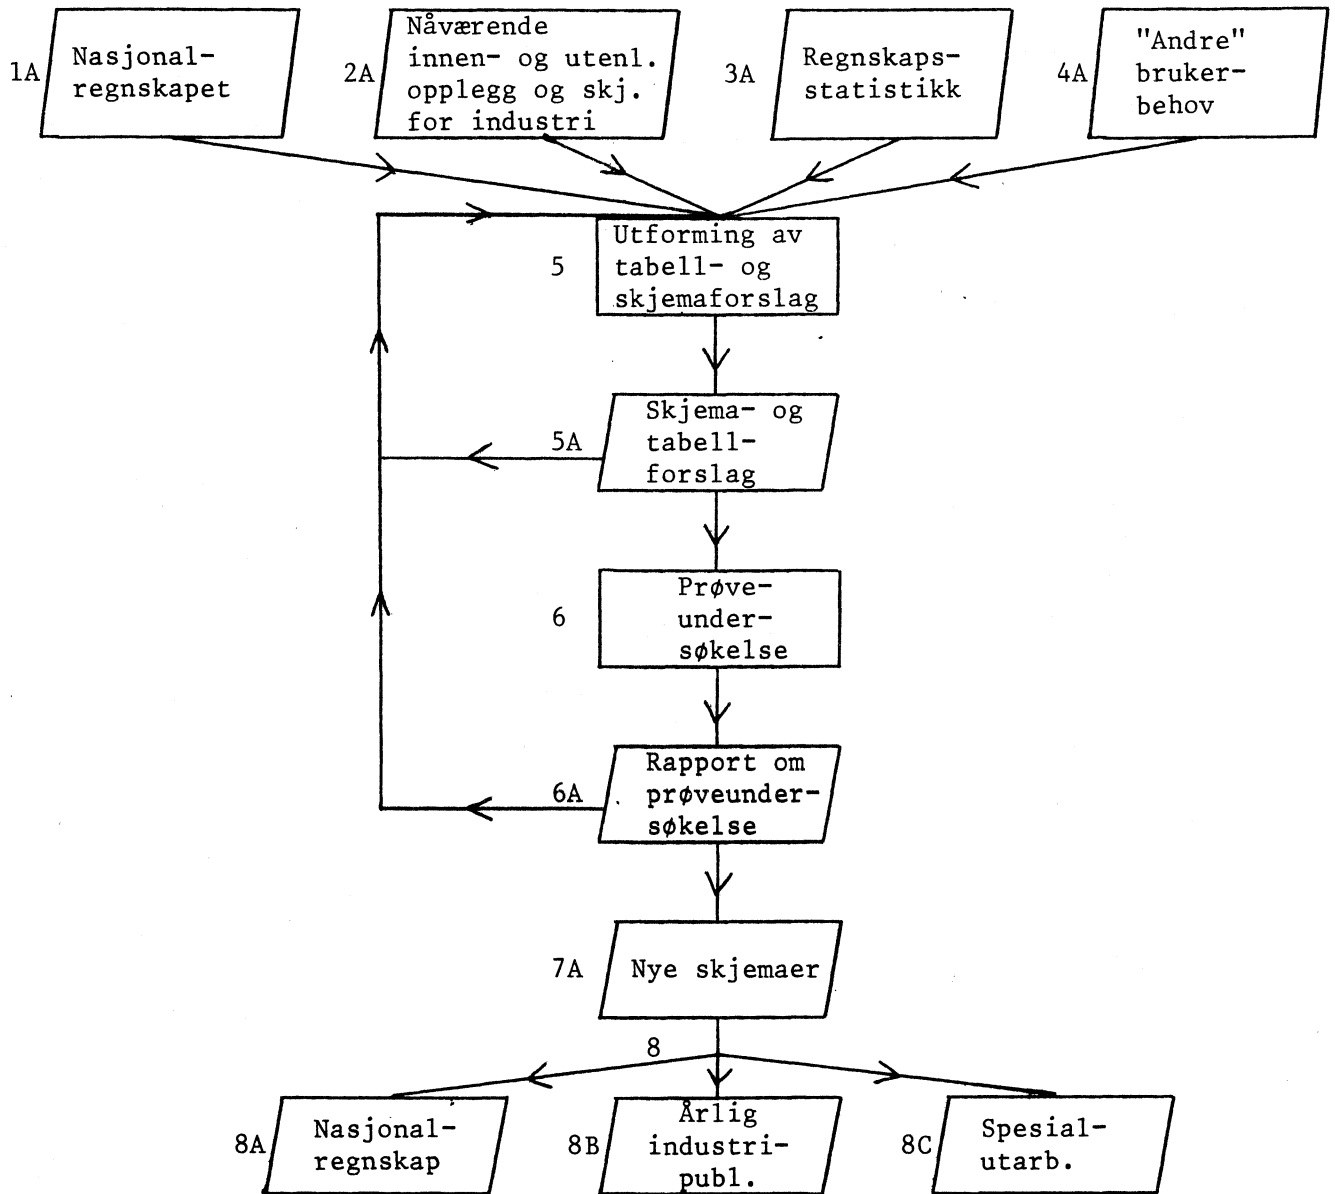 1A
Nasjonal-
regnskapet
2A
Nåværende
innen- og utenl.
opplegg og skj.
for industri
3A
Regnskaps-
statistikk
4A
"Andre"
bruker-
behov
5
Utforming av
tabell- og
skjemaforslag
5A
Skjema- og
tabell-
forslag
6
Prøve-
under-
søkelse
6A
Rapport om
prøveunder-
søkelse
7A
Nye skjemaer
8
8A
Nasjonal-
regnskap
8B
Årlig
industri-
publ.
8C
Spesial-
utarb.